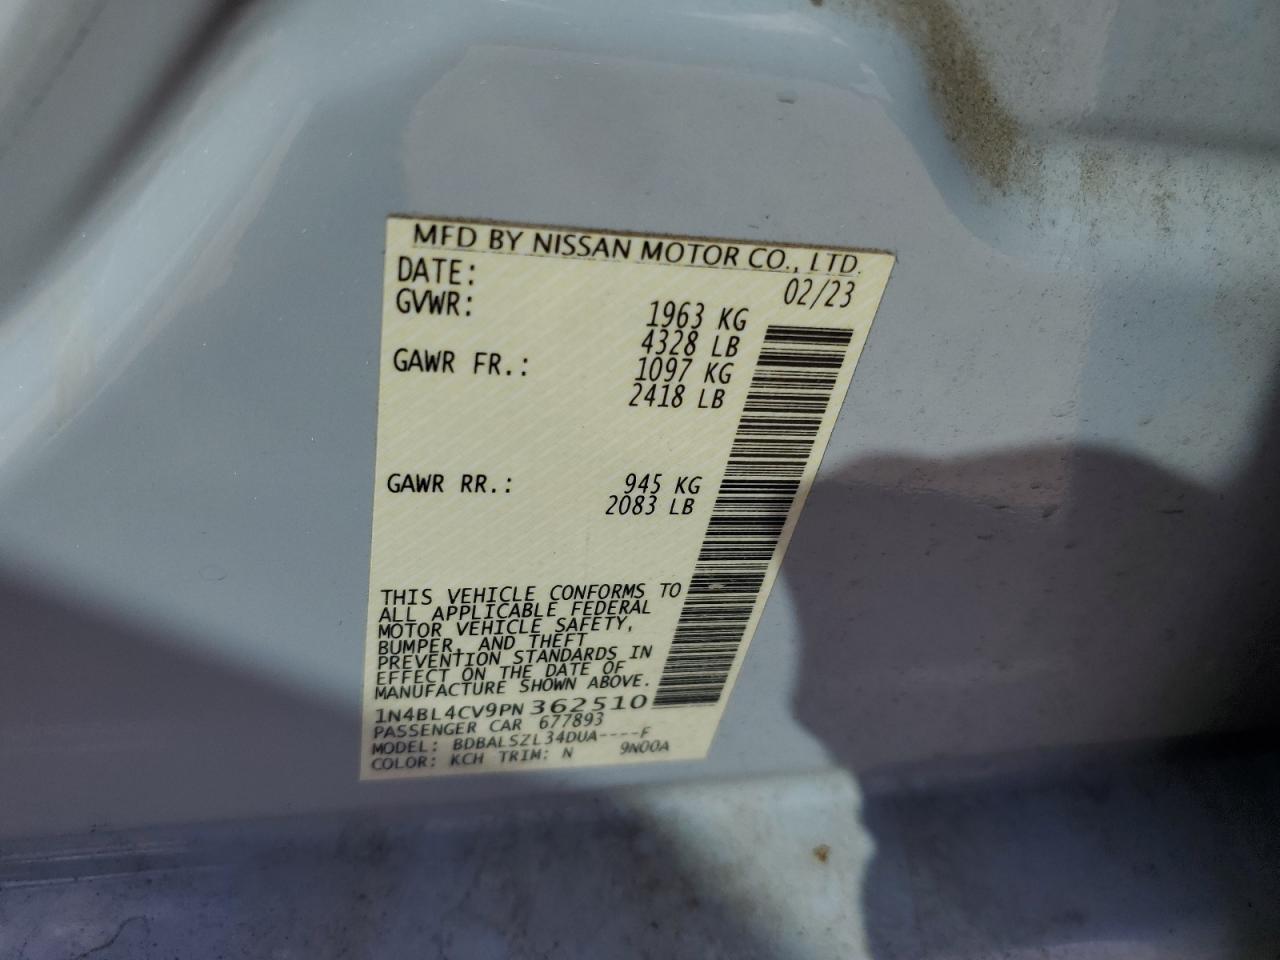 MFD BY NISSAN MOTOR CO., LTD.
DATE: 02/23
GVWR: 1963 KG
4328 LB
GAWR FR.: 1097 KG
2418 LB
GAWR RR.: 945 KG
2083 LB
THIS VEHICLE CONFORMS TO
ALL APPLICABLE FEDERAL
MOTOR VEHICLE SAFETY,
BUMPER, AND THEFT
PREVENTION STANDARDS IN
EFFECT ON THE DATE OF
MANUFACTURE SHOWN ABOVE.
1N4BL4CV9PN 362510
PASSENGER CAR 677893
MODEL: BDBALSZL34DUA----F
COLOR: KCH TRIM: N 9N00A